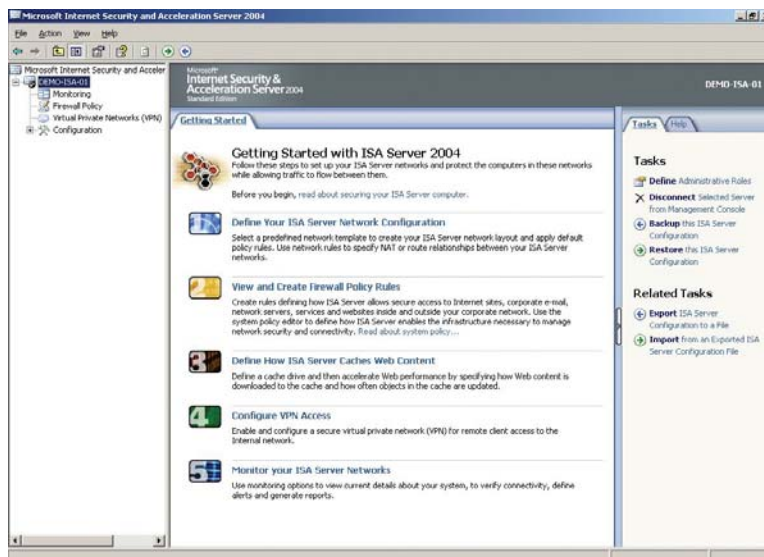 Microsoft Internet Security and Acceleration Server 2004
File Action View Help
Microsoft Internet Security and Acceler
DEMO-ISA-01
Monitoring
Firewall Policy
Virtual Private Networks (VPN)
Configuration
Microsoft
Internet Security &
Acceleration Server 2004
Standard Edition
DEMO-ISA-01
Getting Started
Getting Started with ISA Server 2004
Follow these steps to set up your ISA Server networks and protect the computers in these networks
while allowing traffic to flow between them.
Before you begin, read about securing your ISA Server computer.
1
Define Your ISA Server Network Configuration
Select a predefined network template to create your ISA Server network layout and apply default
policy rules. Use network rules to specify NAT or route relationships between your ISA Server
networks.
2
View and Create Firewall Policy Rules
Create rules defining how ISA Server allows secure access to Internet sites, corporate e-mail,
network servers, services and websites inside and outside your corporate network. Use the
system policy editor to define how ISA Server enables the infrastructure necessary to manage
network security and connectivity. Read about system policy...
3
Define How ISA Server Caches Web Content
Define a cache drive and then accelerate Web performance by specifying how Web content is
downloaded to the cache and how often objects in the cache are updated.
4
Configure VPN Access
Enable and configure a secure virtual private network (VPN) for remote client access to the
Internal network.
5
Monitor your ISA Server Networks
Use monitoring options to view current details about your system, to verify connectivity, define
alerts and generate reports.
Tasks Help
Tasks
Define Administrative Roles
Disconnect Selected Server
from Management Console
Backup this ISA Server
Configuration
Restore this ISA Server
Configuration
Related Tasks
Export ISA Server
Configuration to a File
Import from an Exported ISA
Server Configuration File